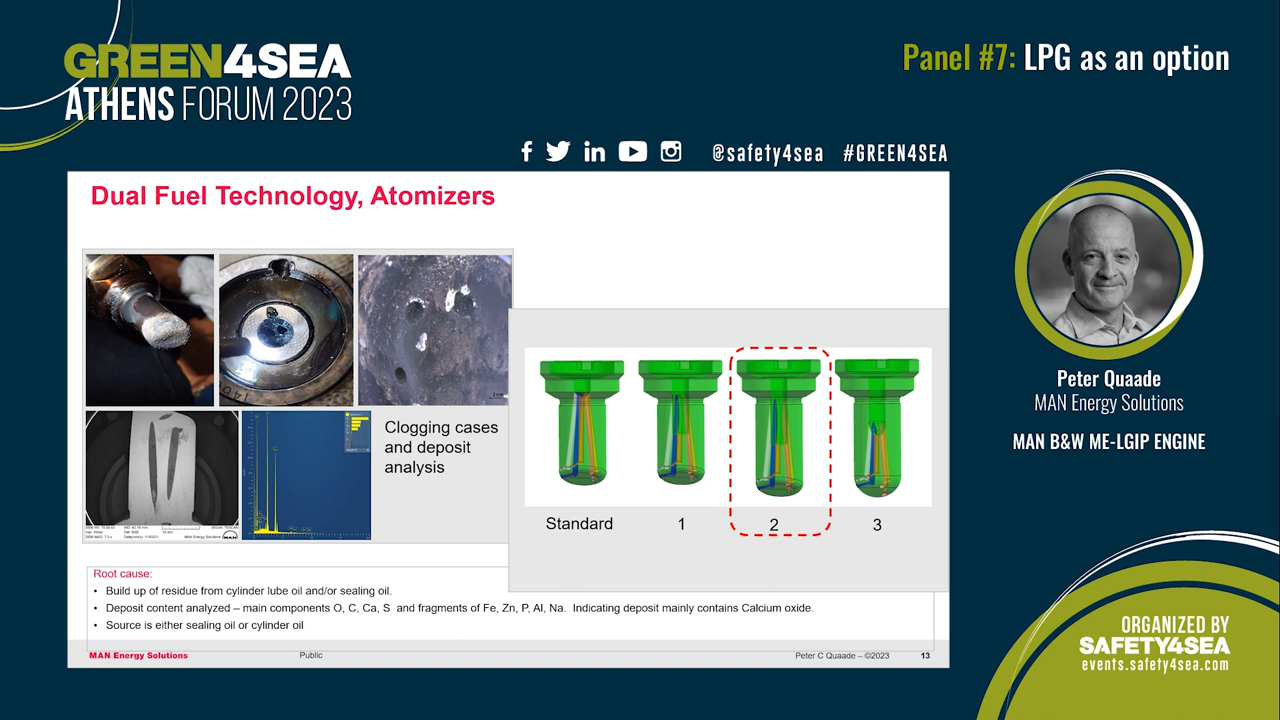 GREEN4SEA
ATHENS FORUM 2023
Panel #7: LPG as an option
@safety4sea #GREEN4SEA
Dual Fuel Technology, Atomizers
Clogging cases
and deposit
analysis
Standard 1 2 3
Root cause:
• Build up of residue from cylinder lube oil and/or sealing oil.
• Deposit content analyzed – main components O, C, Ca, S and fragments of Fe, Zn, P, Al, Na. Indicating deposit mainly contains Calcium oxide.
• Source is either sealing oil or cylinder oil
MAN Energy Solutions Public Peter C Quaade – ©2023 13
Peter Quaade
MAN Energy Solutions
MAN B&W ME-LGIP ENGINE
ORGANIZED BY
SAFETY4SEA
events.safety4sea.com